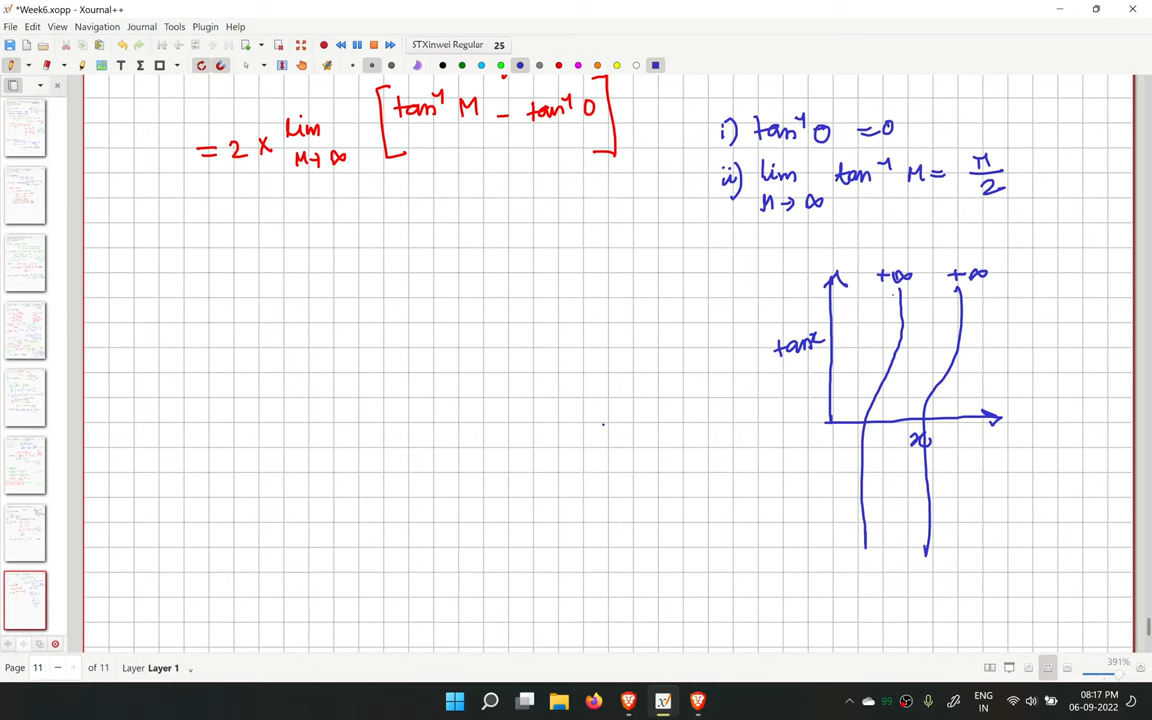 *Week6.xopp - Xournal++
File Edit View Navigation Journal Tools Plugin Help
STXinwei Regular 25
= 2 × lim M→∞ [tan⁻¹ M - tan⁻¹ 0]
i) tan⁻¹ 0 = 0
ii) lim M→∞ tan⁻¹ M = π/2
+∞ +∞
tanx
x
Page 11 of 11 Layer Layer 1
391%
99 ENG IN 08:17 PM 06-09-2022